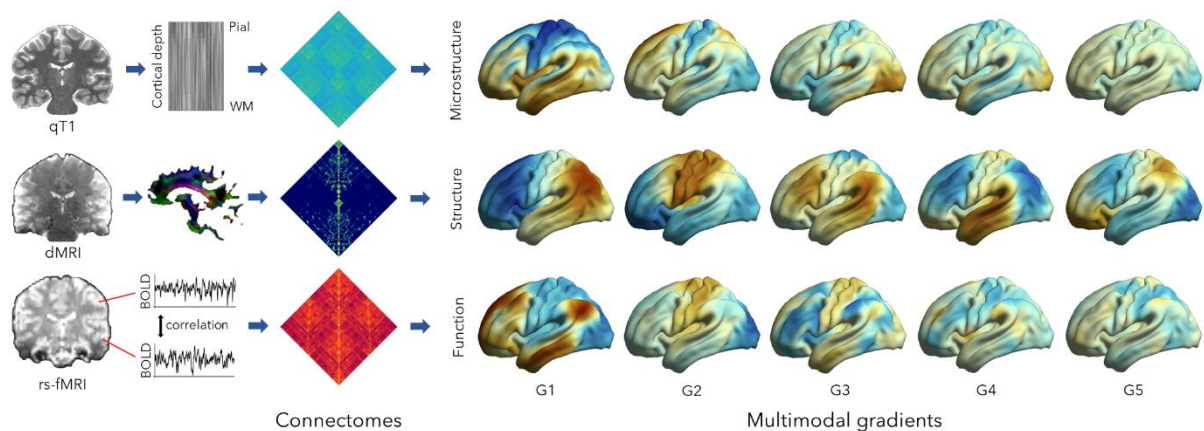 Pial
Cortical depth
WM
qT1
Microstructure
dMRI
Structure
BOLD
correlation
BOLD
rs-fMRI
Function
G1
G2
G3
G4
G5
Connectomes
Multimodal gradients